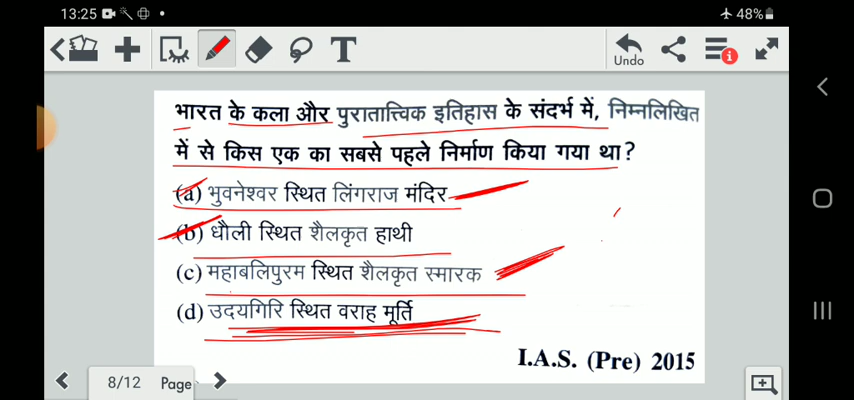 13:25 48%
T Undo
भारत के कला और पुरातात्त्विक इतिहास के संदर्भ में, निम्नलिखित
में से किस एक का सबसे पहले निर्माण किया गया था?
(a) भुवनेश्वर स्थित लिंगराज मंदिर
(b) धौली स्थित शैलकृत हाथी
(c) महाबलिपुरम स्थित शैलकृत स्मारक
(d) उदयगिरि स्थित वराह मूर्ति
I.A.S. (Pre) 2015
8/12 Page